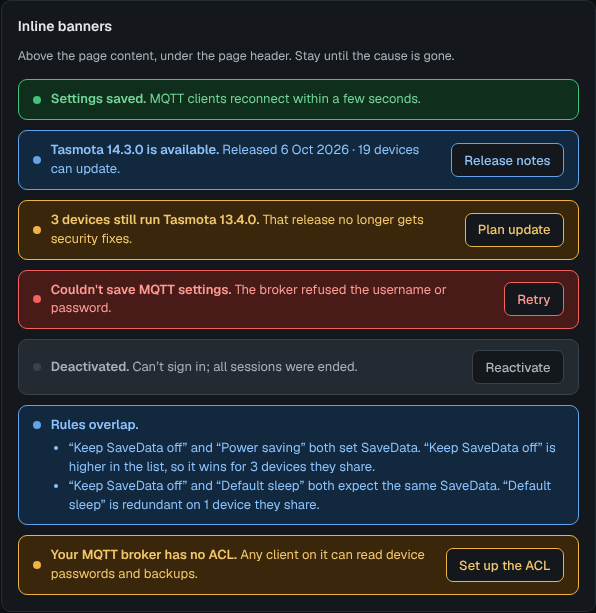 Inline banners
Above the page content, under the page header. Stay until the cause is gone.
Settings saved. MQTT clients reconnect within a few seconds.
Tasmota 14.3.0 is available. Released 6 Oct 2026 · 19 devices
can update.
Release notes
3 devices still run Tasmota 13.4.0. That release no longer gets
security fixes.
Plan update
Couldn't save MQTT settings. The broker refused the username or
password.
Retry
Deactivated. Can't sign in; all sessions were ended.
Reactivate
Rules overlap.
• “Keep SaveData off” and “Power saving” both set SaveData. “Keep SaveData off” is
higher in the list, so it wins for 3 devices they share.
• “Keep SaveData off” and “Default sleep” both expect the same SaveData. “Default
sleep” is redundant on 1 device they share.
Your MQTT broker has no ACL. Any client on it can read device
passwords and backups.
Set up the ACL